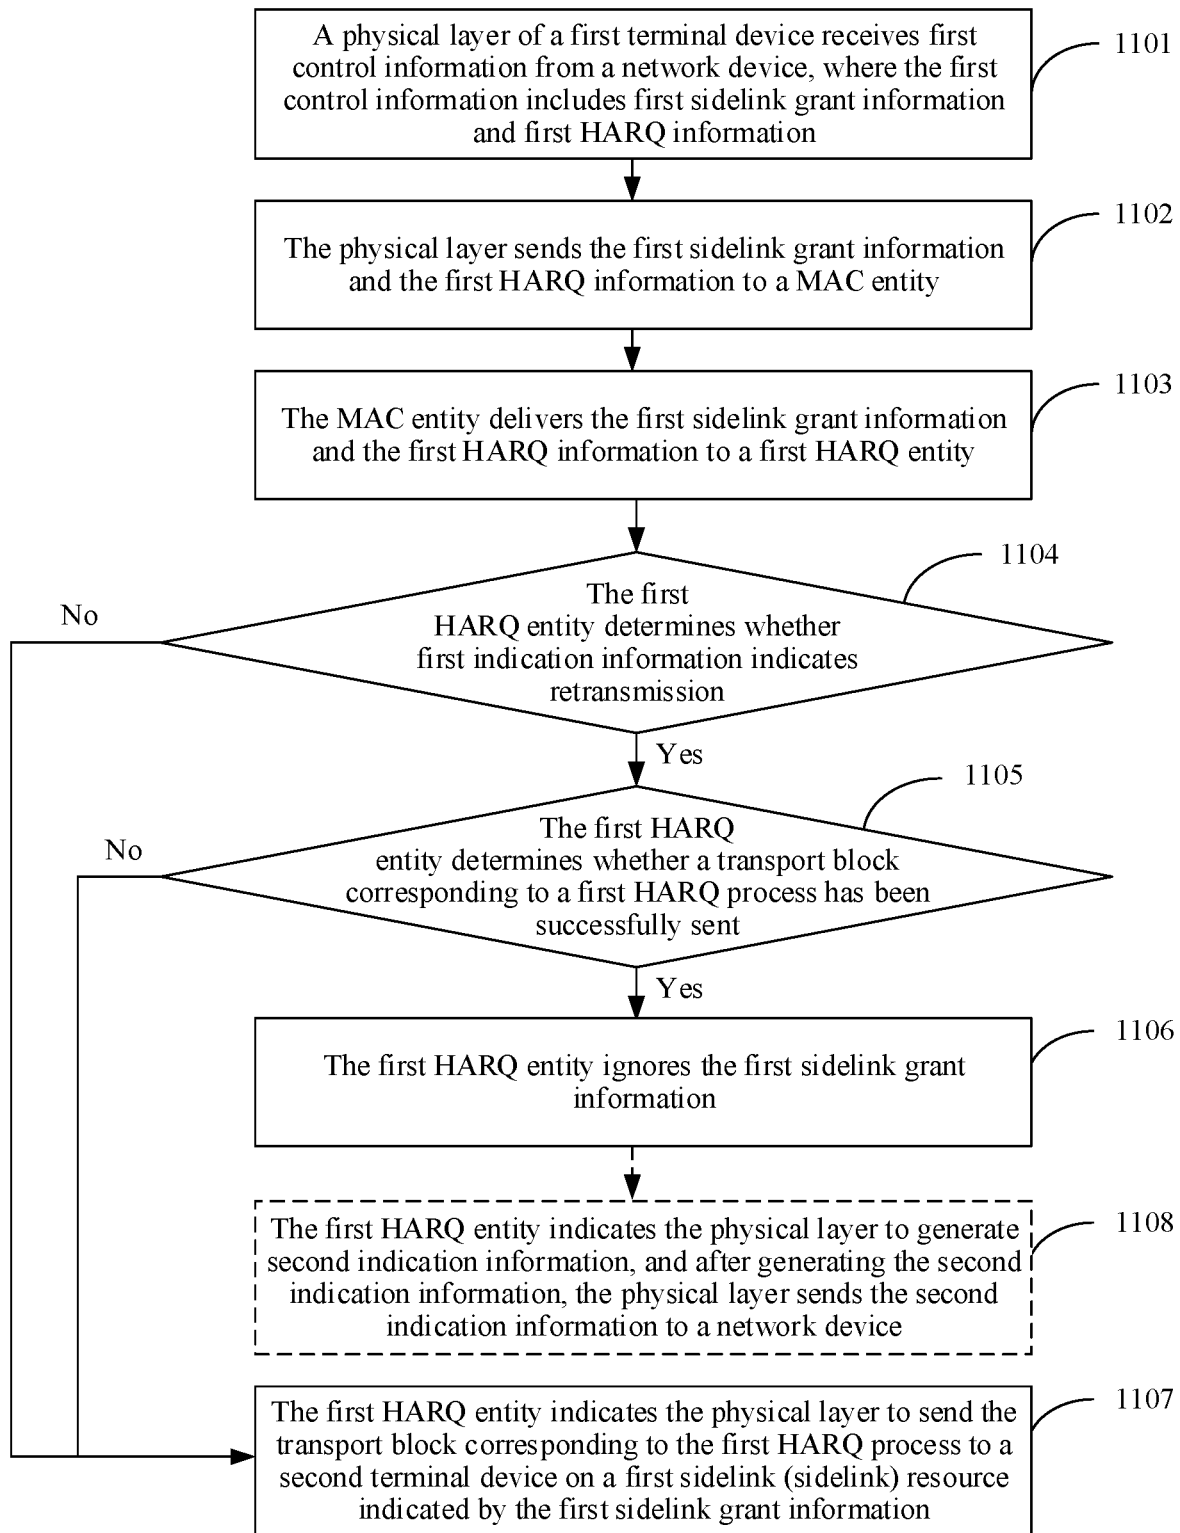 A physical layer of a first terminal device receives first
control information from a network device, where the first
control information includes first sidelink grant information
and first HARQ information
1101
The physical layer sends the first sidelink grant information
and the first HARQ information to a MAC entity
1102
The MAC entity delivers the first sidelink grant information
and the first HARQ information to a first HARQ entity
1103
The first
HARQ entity determines whether
first indication information indicates
retransmission
1104
No
Yes
The first HARQ
entity determines whether a transport block
corresponding to a first HARQ process has been
successfully sent
1105
No
Yes
The first HARQ entity ignores the first sidelink grant
information
1106
The first HARQ entity indicates the physical layer to generate
second indication information, and after generating the second
indication information, the physical layer sends the second
indication information to a network device
1108
The first HARQ entity indicates the physical layer to send the
transport block corresponding to the first HARQ process to a
second terminal device on a first sidelink (sidelink) resource
indicated by the first sidelink grant information
1107